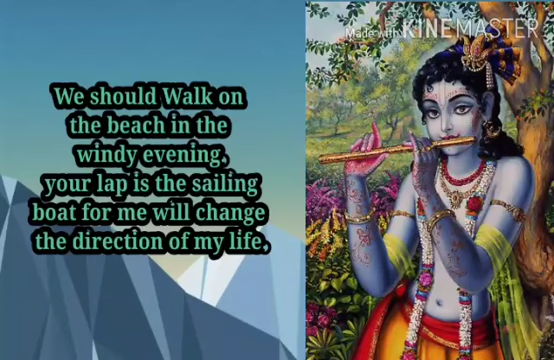 Made with KINEMASTER
We should Walk on
the beach in the
windy evening,
your lap is the sailing
boat for me will change
the direction of my life,